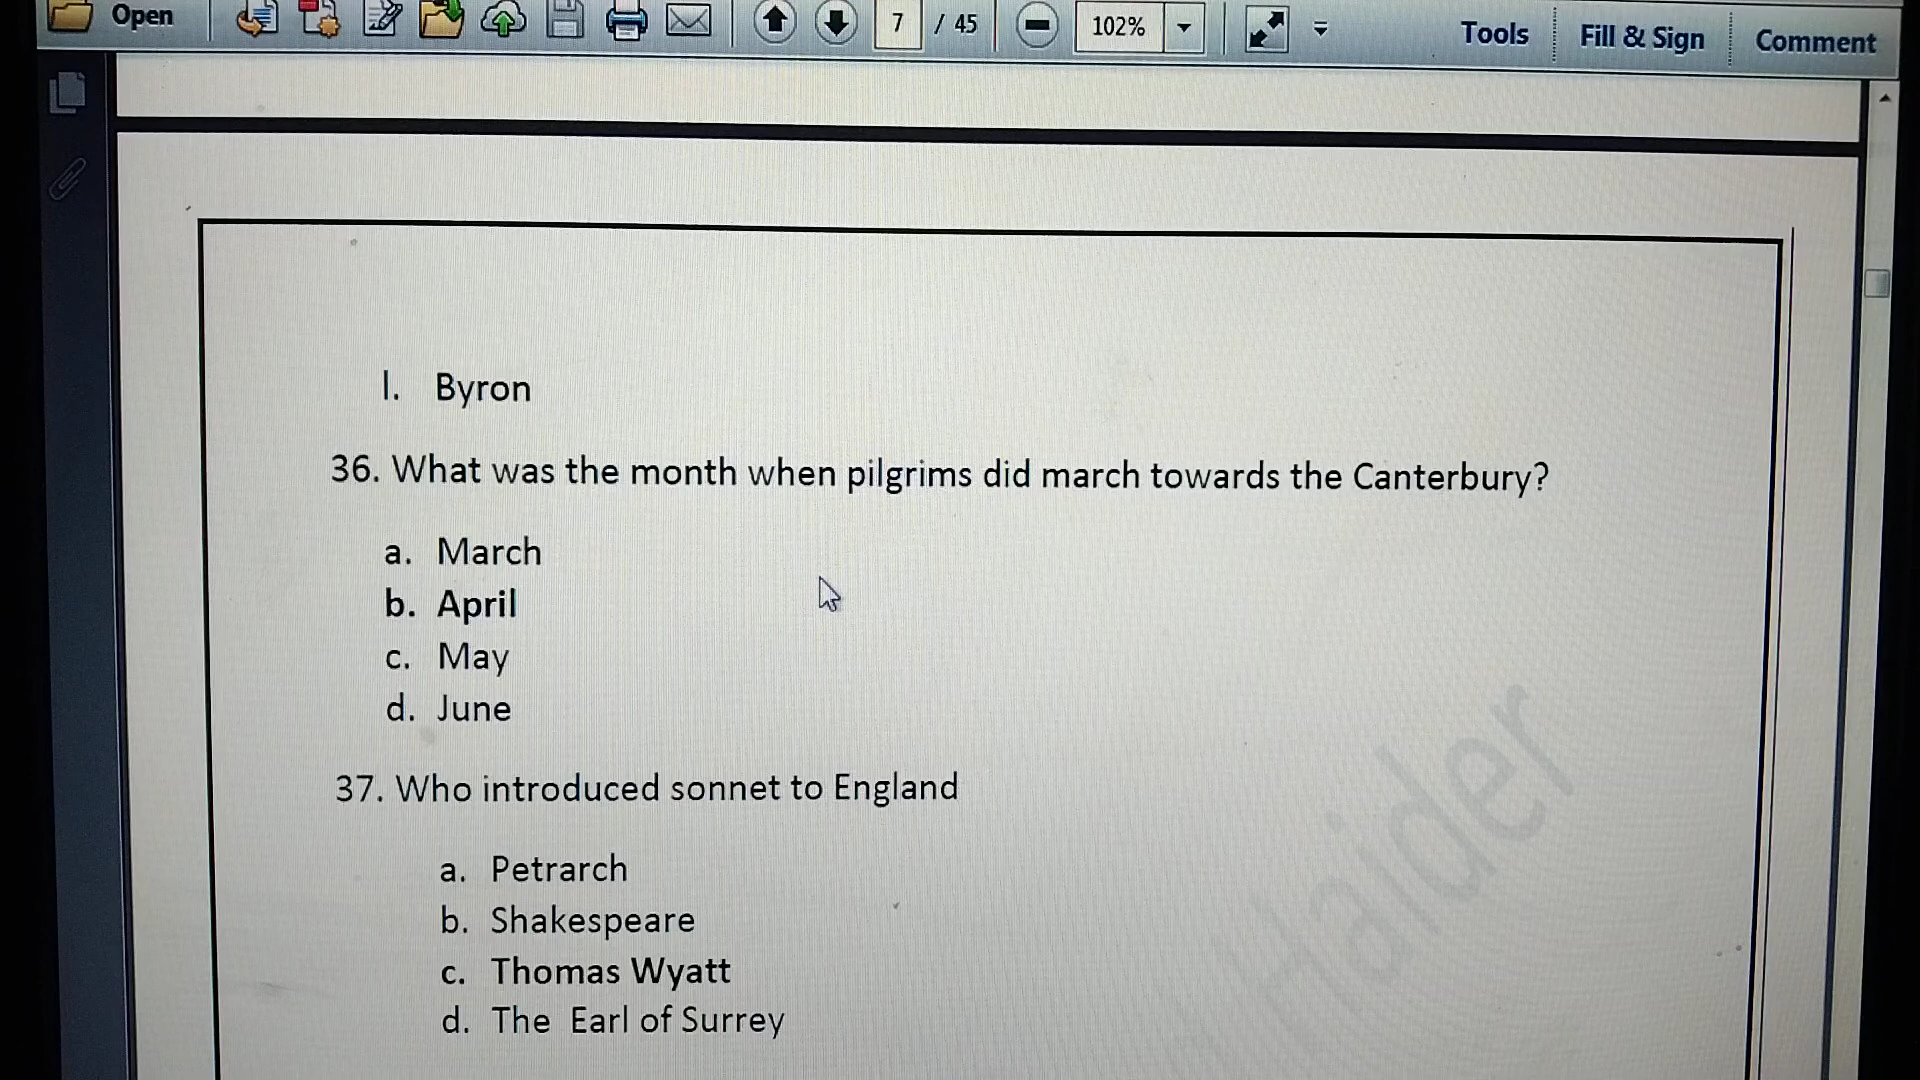 Open 7 / 45 102% Tools Fill & Sign Comment
l. Byron
36. What was the month when pilgrims did march towards the Canterbury?
a. March
b. April
c. May
d. June
37. Who introduced sonnet to England
a. Petrarch
b. Shakespeare
c. Thomas Wyatt
d. The Earl of Surrey
Haider